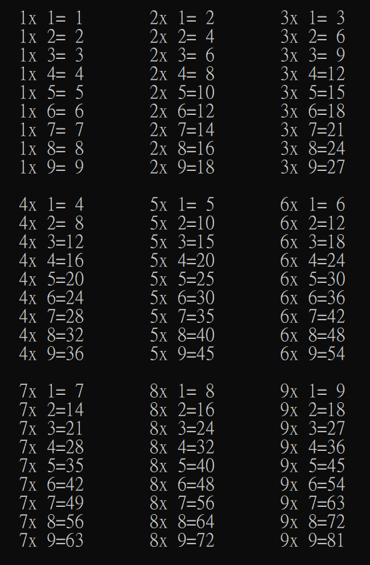 1x 1= 1 2x 1= 2 3x 1= 3
1x 2= 2 2x 2= 4 3x 2= 6
1x 3= 3 2x 3= 6 3x 3= 9
1x 4= 4 2x 4= 8 3x 4=12
1x 5= 5 2x 5=10 3x 5=15
1x 6= 6 2x 6=12 3x 6=18
1x 7= 7 2x 7=14 3x 7=21
1x 8= 8 2x 8=16 3x 8=24
1x 9= 9 2x 9=18 3x 9=27
4x 1= 4 5x 1= 5 6x 1= 6
4x 2= 8 5x 2=10 6x 2=12
4x 3=12 5x 3=15 6x 3=18
4x 4=16 5x 4=20 6x 4=24
4x 5=20 5x 5=25 6x 5=30
4x 6=24 5x 6=30 6x 6=36
4x 7=28 5x 7=35 6x 7=42
4x 8=32 5x 8=40 6x 8=48
4x 9=36 5x 9=45 6x 9=54
7x 1= 7 8x 1= 8 9x 1= 9
7x 2=14 8x 2=16 9x 2=18
7x 3=21 8x 3=24 9x 3=27
7x 4=28 8x 4=32 9x 4=36
7x 5=35 8x 5=40 9x 5=45
7x 6=42 8x 6=48 9x 6=54
7x 7=49 8x 7=56 9x 7=63
7x 8=56 8x 8=64 9x 8=72
7x 9=63 8x 9=72 9x 9=81